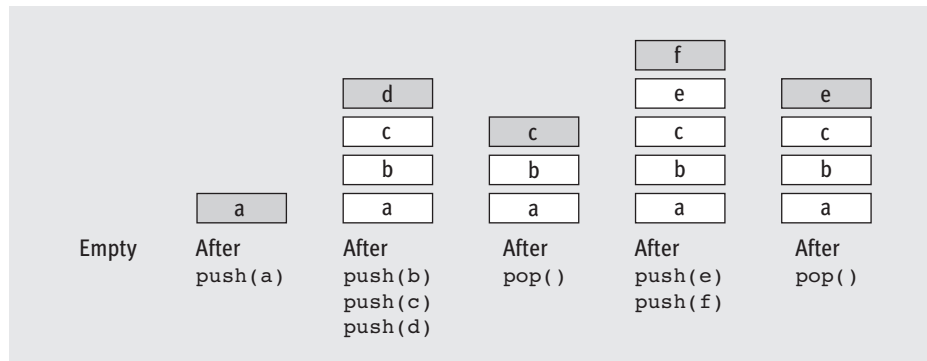 f
d e e
c c c c
b b b b
a a a a a
Empty After After After After After
push(a) push(b) pop() push(e) pop()
push(c) push(f)
push(d)